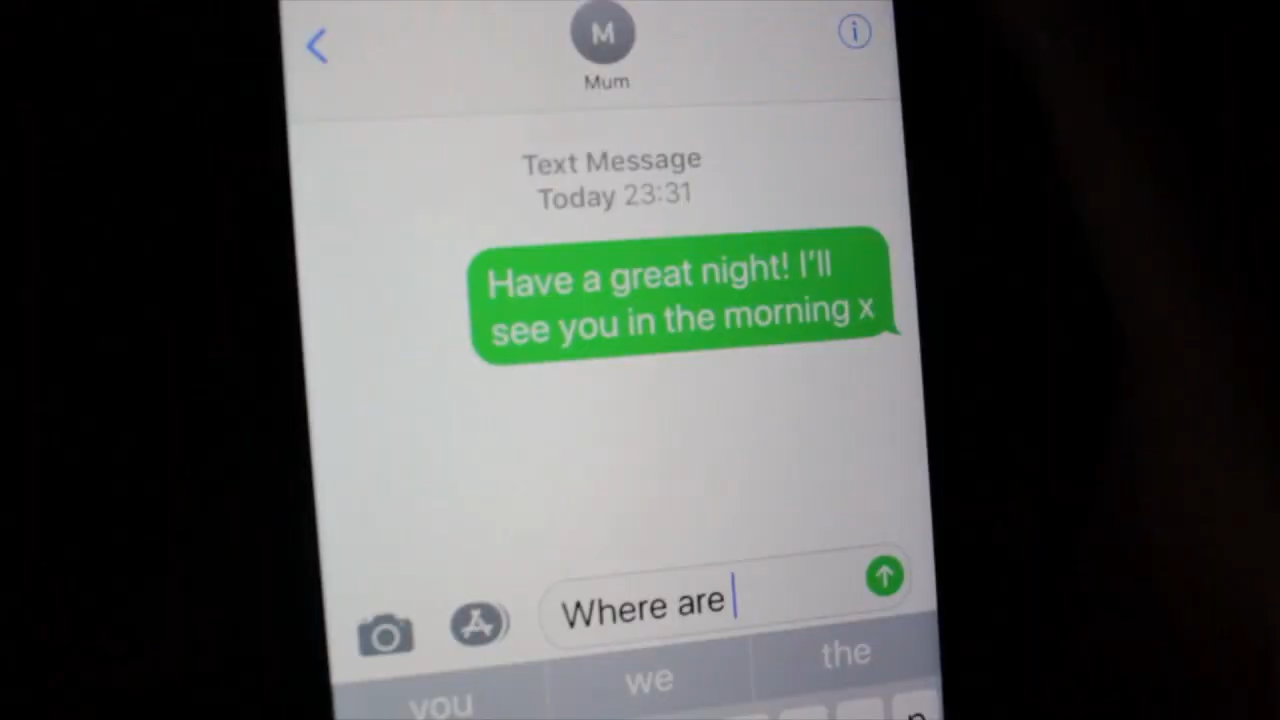 M
Mum
Text Message
Today 23:31
Have a great night! I'll
see you in the morning x
Where are
you we the